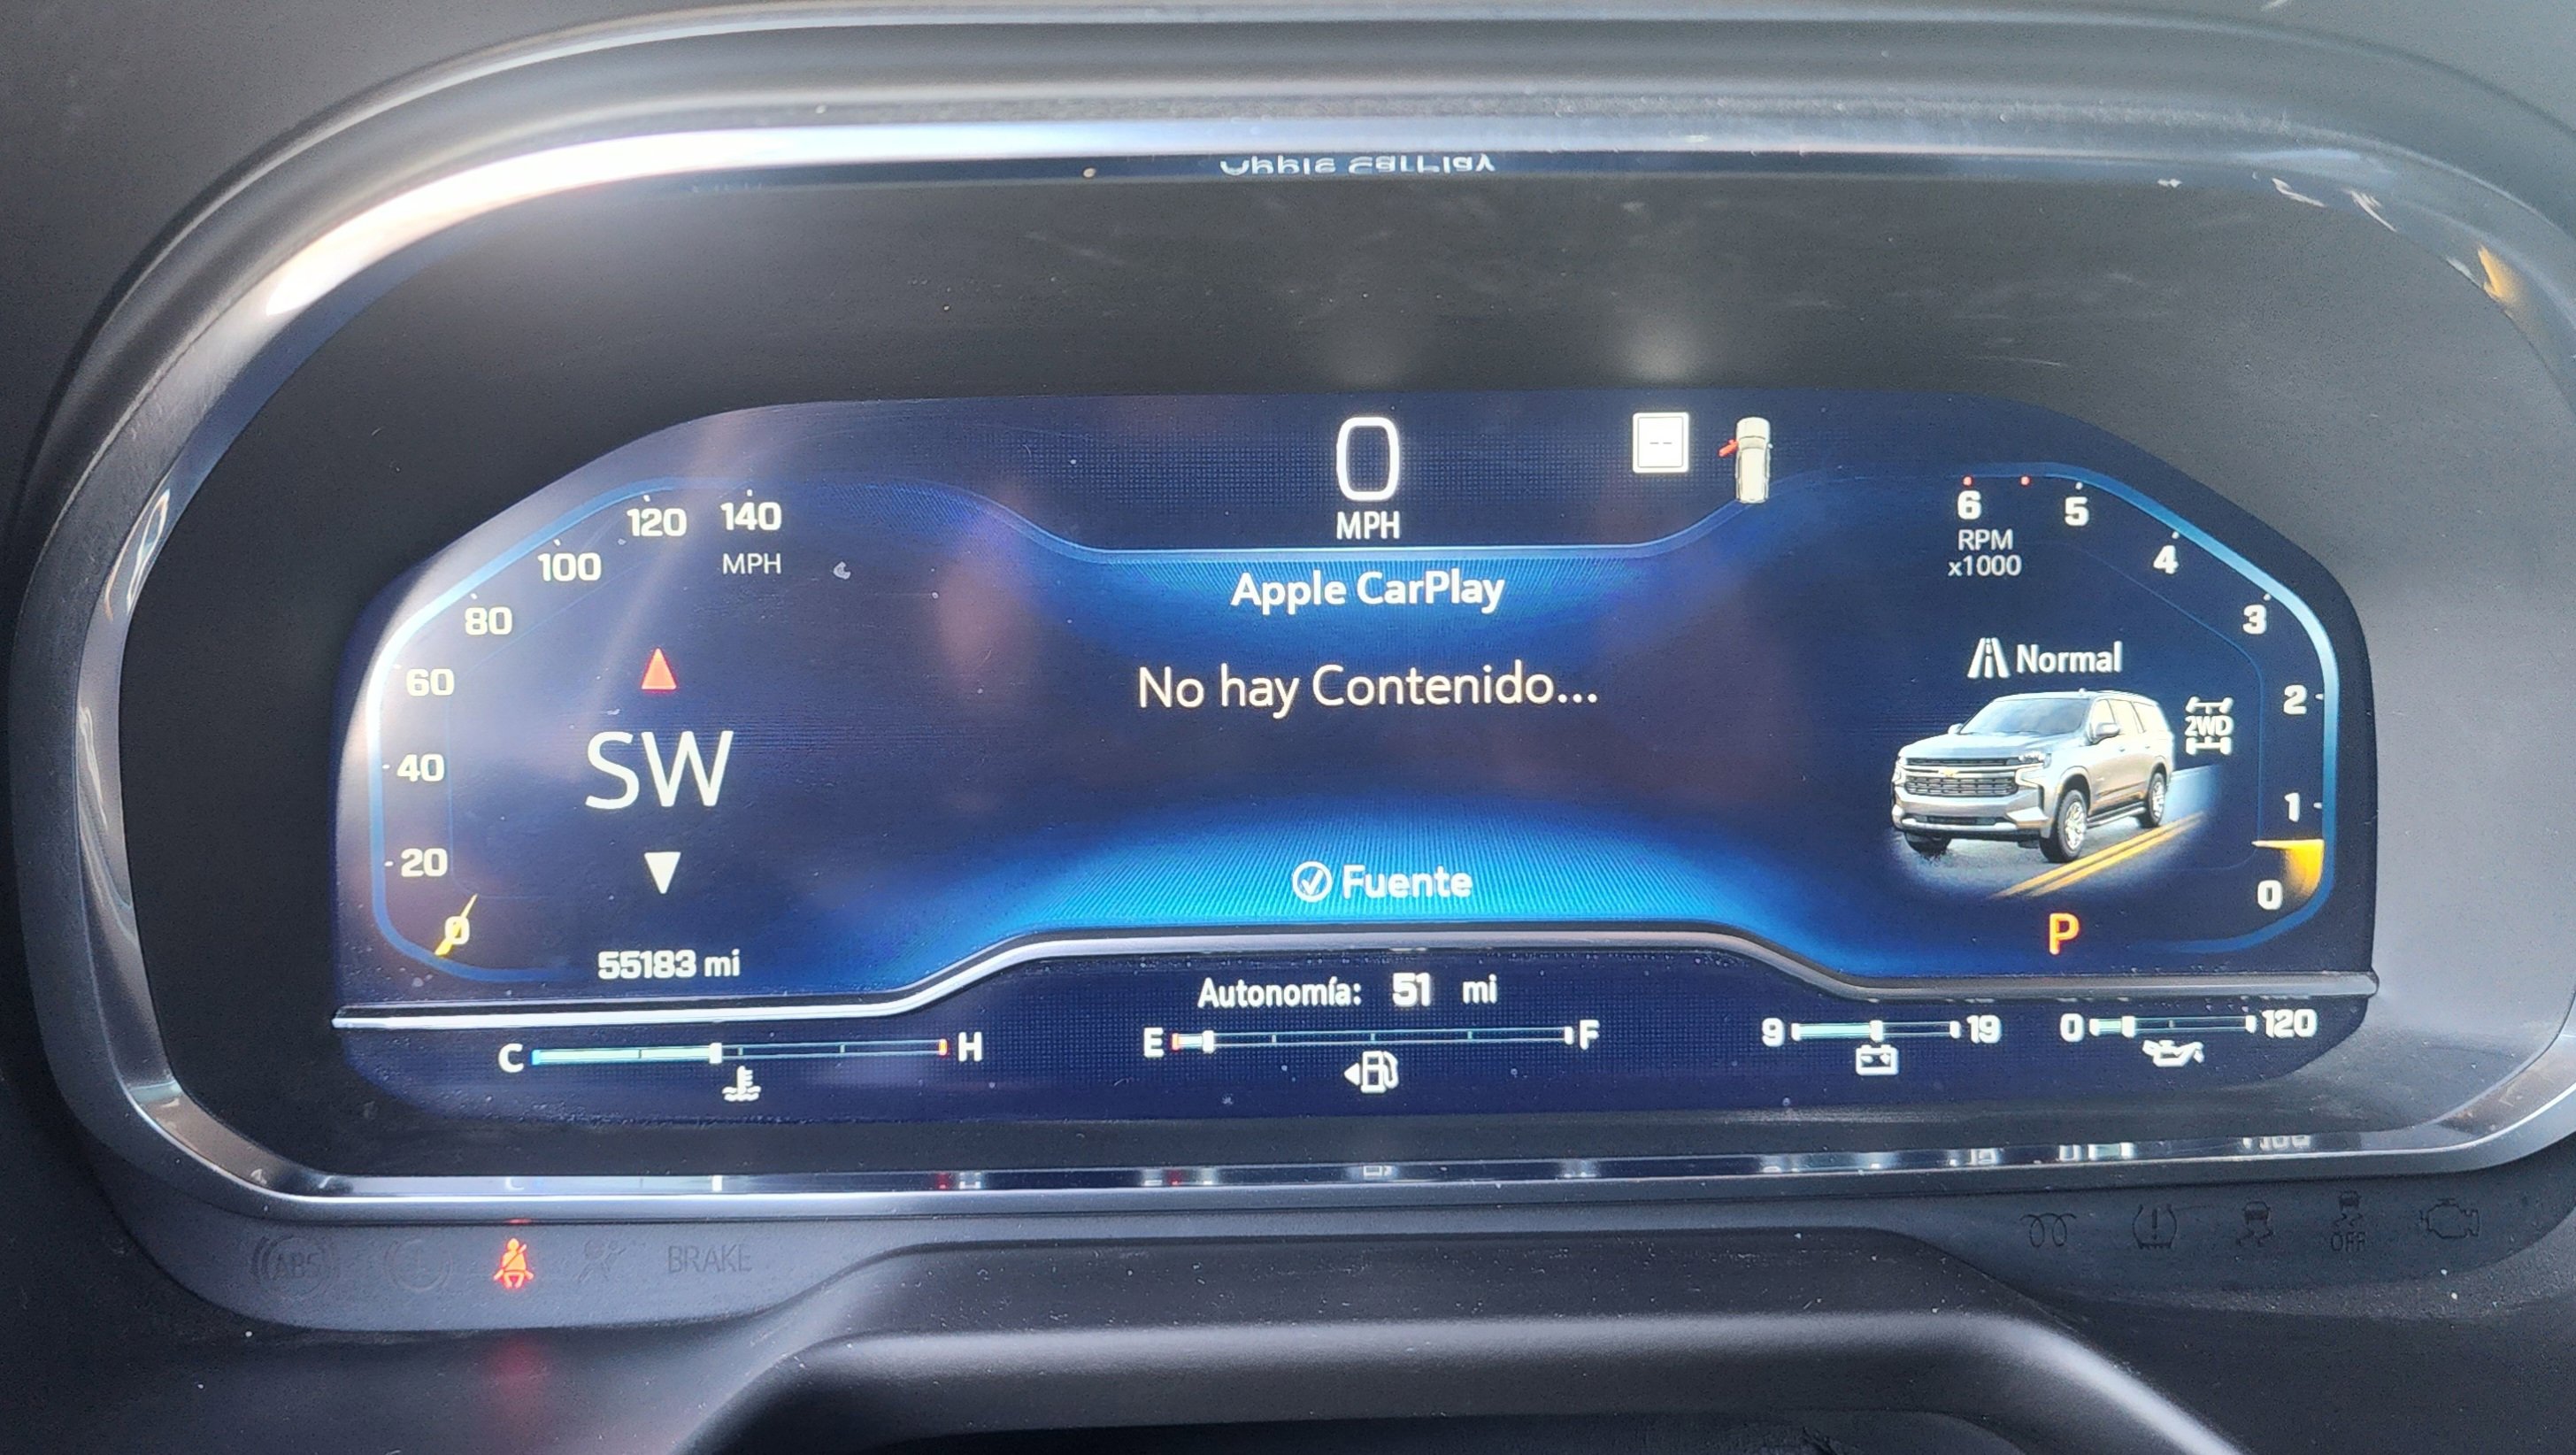 Apple CarPlay
0
MPH
--
120 140
100
MPH
80
60
40
20
0
SW
55183 mi
Apple CarPlay
No hay Contenido...
Fuente
6 5
RPM
x1000
4
3
Normal
2
2WD
1
0
P
Autonomía: 51 mi
C H
E F
9 19
0 120
ABS
BRAKE
OFF